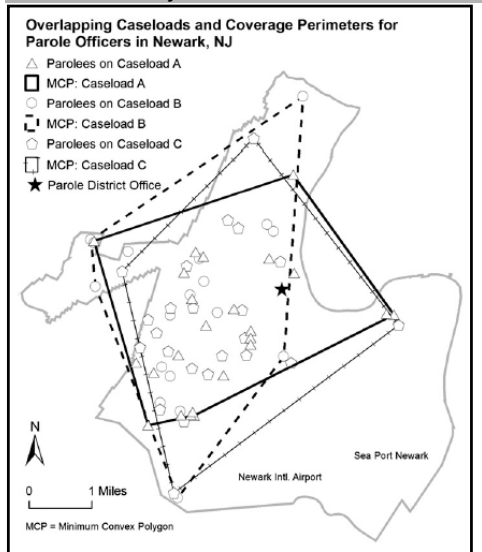 Overlapping Caseloads and Coverage Perimeters for
Parole Officers in Newark, NJ
Parolees on Caseload A
MCP: Caseload A
Parolees on Caseload B
MCP: Caseload B
Parolees on Caseload C
MCP: Caseload C
Parole District Office
N
0 1 Miles
MCP = Minimum Convex Polygon
Sea Port Newark
Newark Intl. Airport